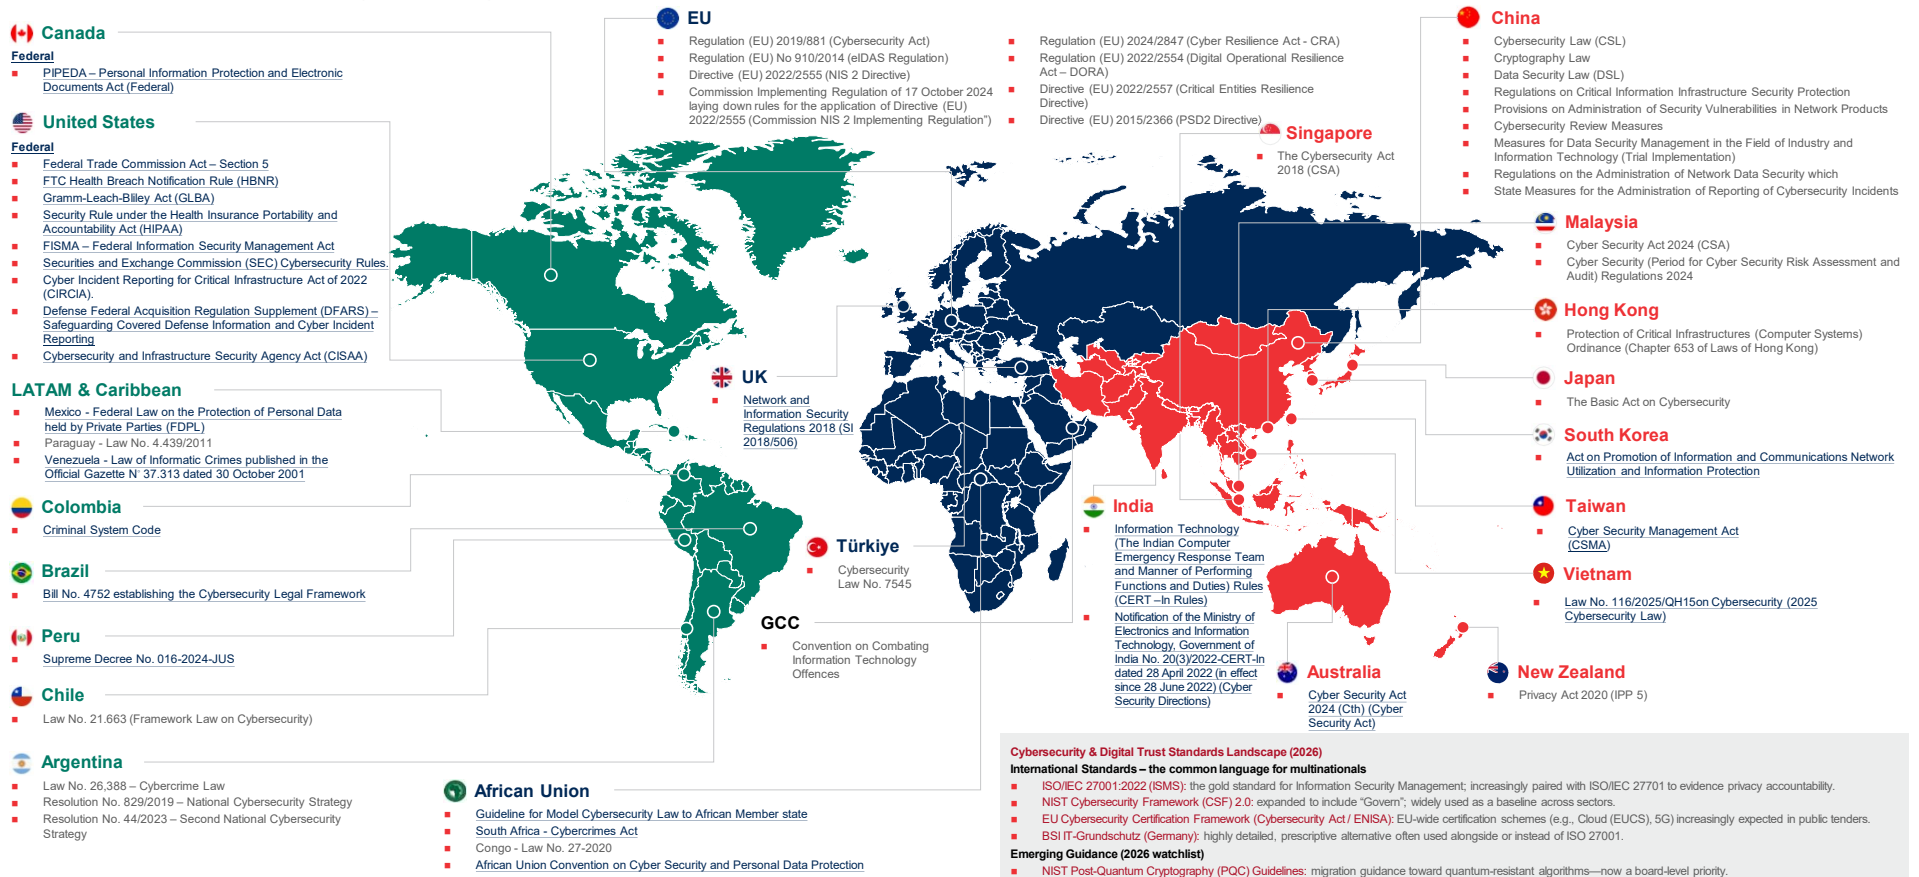 Canada
Federal
PIPEDA – Personal Information Protection and Electronic
Documents Act (Federal)
United States
Federal
Federal Trade Commission Act – Section 5
FTC Health Breach Notification Rule (HBNR)
Gramm-Leach-Bliley Act (GLBA)
Security Rule under the Health Insurance Portability and
Accountability Act (HIPAA)
FISMA – Federal Information Security Management Act
Securities and Exchange Commission (SEC) Cybersecurity Rules.
Cyber Incident Reporting for Critical Infrastructure Act of 2022
(CIRCIA).
Defense Federal Acquisition Regulation Supplement (DFARS) –
Safeguarding Covered Defense Information and Cyber Incident
Reporting
Cybersecurity and Infrastructure Security Agency Act (CISAA)
LATAM & Caribbean
Mexico - Federal Law on the Protection of Personal Data
held by Private Parties (FDPL)
Paraguay - Law No. 4.439/2011
Venezuela - Law of Informatic Crimes published in the
Official Gazette N° 37.313 dated 30 October 2001
Colombia
Criminal System Code
Brazil
Bill No. 4752 establishing the Cybersecurity Legal Framework
Peru
Supreme Decree No. 016-2024-JUS
Chile
Law No. 21.663 (Framework Law on Cybersecurity)
Argentina
Law No. 26,388 – Cybercrime Law
Resolution No. 829/2019 – National Cybersecurity Strategy
Resolution No. 44/2023 – Second National Cybersecurity
Strategy
EU
Regulation (EU) 2019/881 (Cybersecurity Act)
Regulation (EU) No 910/2014 (eIDAS Regulation)
Directive (EU) 2022/2555 (NIS 2 Directive)
Commission Implementing Regulation of 17 October 2024
laying down rules for the application of Directive (EU)
2022/2555 (Commission NIS 2 Implementing Regulation”)
Regulation (EU) 2024/2847 (Cyber Resilience Act - CRA)
Regulation (EU) 2022/2554 (Digital Operational Resilience
Act – DORA)
Directive (EU) 2022/2557 (Critical Entities Resilience
Directive)
Directive (EU) 2015/2366 (PSD2 Directive)
UK
Network and
Information Security
Regulations 2018 (SI
2018/506)
Türkiye
Cybersecurity
Law No. 7545
GCC
Convention on Combating
Information Technology
Offences
African Union
Guideline for Model Cybersecurity Law to African Member state
South Africa - Cybercrimes Act
Congo - Law No. 27-2020
African Union Convention on Cyber Security and Personal Data Protection
Singapore
The Cybersecurity Act
2018 (CSA)
China
Cybersecurity Law (CSL)
Cryptography Law
Data Security Law (DSL)
Regulations on Critical Information Infrastructure Security Protection
Provisions on Administration of Security Vulnerabilities in Network Products
Cybersecurity Review Measures
Measures for Data Security Management in the Field of Industry and
Information Technology (Trial Implementation)
Regulations on the Administration of Network Data Security which
State Measures for the Administration of Reporting of Cybersecurity Incidents
Malaysia
Cyber Security Act 2024 (CSA)
Cyber Security (Period for Cyber Security Risk Assessment and
Audit) Regulations 2024
Hong Kong
Protection of Critical Infrastructures (Computer Systems)
Ordinance (Chapter 653 of Laws of Hong Kong)
Japan
The Basic Act on Cybersecurity
South Korea
Act on Promotion of Information and Communications Network
Utilization and Information Protection
Taiwan
Cyber Security Management Act
(CSMA)
Vietnam
Law No. 116/2025/QH15on Cybersecurity (2025
Cybersecurity Law)
India
Information Technology
(The Indian Computer
Emergency Response Team
and Manner of Performing
Functions and Duties) Rules
(CERT –In Rules)
Notification of the Ministry of
Electronics and Information
Technology, Government of
India No. 20(3)/2022-CERT-In
dated 28 April 2022 (in effect
since 28 June 2022) (Cyber
Security Directions)
Australia
Cyber Security Act
2024 (Cth) (Cyber
Security Act)
New Zealand
Privacy Act 2020 (IPP 5)
Cybersecurity & Digital Trust Standards Landscape (2026)
International Standards – the common language for multinationals
ISO/IEC 27001:2022 (ISMS): the gold standard for Information Security Management; increasingly paired with ISO/IEC 27701 to evidence privacy accountability.
NIST Cybersecurity Framework (CSF) 2.0: expanded to include “Govern”; widely used as a baseline across sectors.
EU Cybersecurity Certification Framework (Cybersecurity Act / ENISA): EU-wide certification schemes (e.g., Cloud (EUCS), 5G) increasingly expected in public tenders.
BSI IT-Grundschutz (Germany): highly detailed, prescriptive alternative often used alongside or instead of ISO 27001.
Emerging Guidance (2026 watchlist)
NIST Post-Quantum Cryptography (PQC) Guidelines: migration guidance toward quantum-resistant algorithms—now a board-level priority.